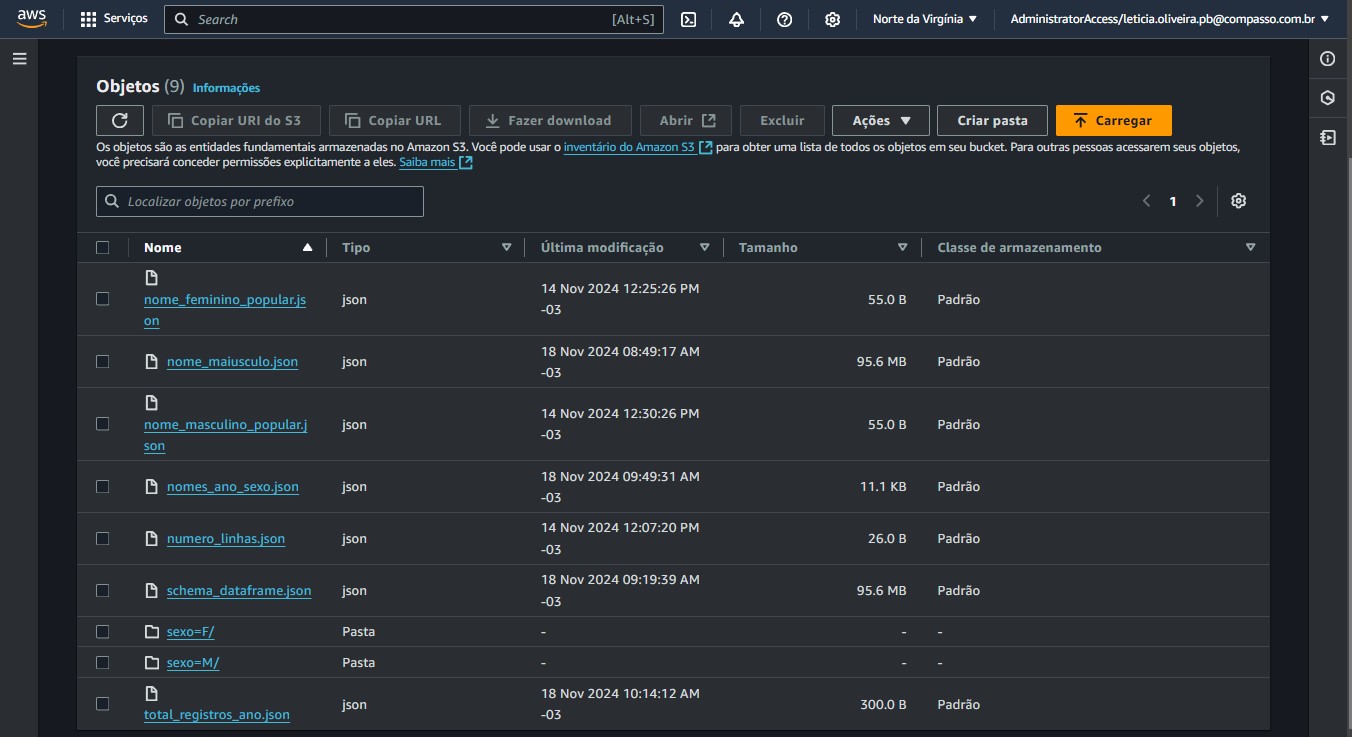 aws
Serviços
Search
[Alt+S]
Norte da Virgínia ▼
AdministratorAccess/leticia.oliveira.pb@compasso.com.br ▼
Objetos (9) Informações
Copiar URI do S3
Copiar URL
Fazer download
Abrir
Excluir
Ações ▼
Criar pasta
Carregar
Os objetos são as entidades fundamentais armazenadas no Amazon S3. Você pode usar o inventário do Amazon S3 para obter uma lista de todos os objetos em seu bucket. Para outras pessoas acessarem seus objetos,
você precisará conceder permissões explicitamente a eles. Saiba mais
Localizar objetos por prefixo
1
Nome
Tipo
Última modificação
Tamanho
Classe de armazenamento
nome_feminino_popular.js
on
json
14 Nov 2024 12:25:26 PM
-03
55.0 B
Padrão
nome_maiusculo.json
json
18 Nov 2024 08:49:17 AM
-03
95.6 MB
Padrão
nome_masculino_popular.j
son
json
14 Nov 2024 12:30:26 PM
-03
55.0 B
Padrão
nomes_ano_sexo.json
json
18 Nov 2024 09:49:31 AM
-03
11.1 KB
Padrão
numero_linhas.json
json
14 Nov 2024 12:07:20 PM
-03
26.0 B
Padrão
schema_dataframe.json
json
18 Nov 2024 09:19:39 AM
-03
95.6 MB
Padrão
sexo=F/
Pasta
-
-
-
sexo=M/
Pasta
-
-
-
total_registros_ano.json
json
18 Nov 2024 10:14:12 AM
-03
300.0 B
Padrão